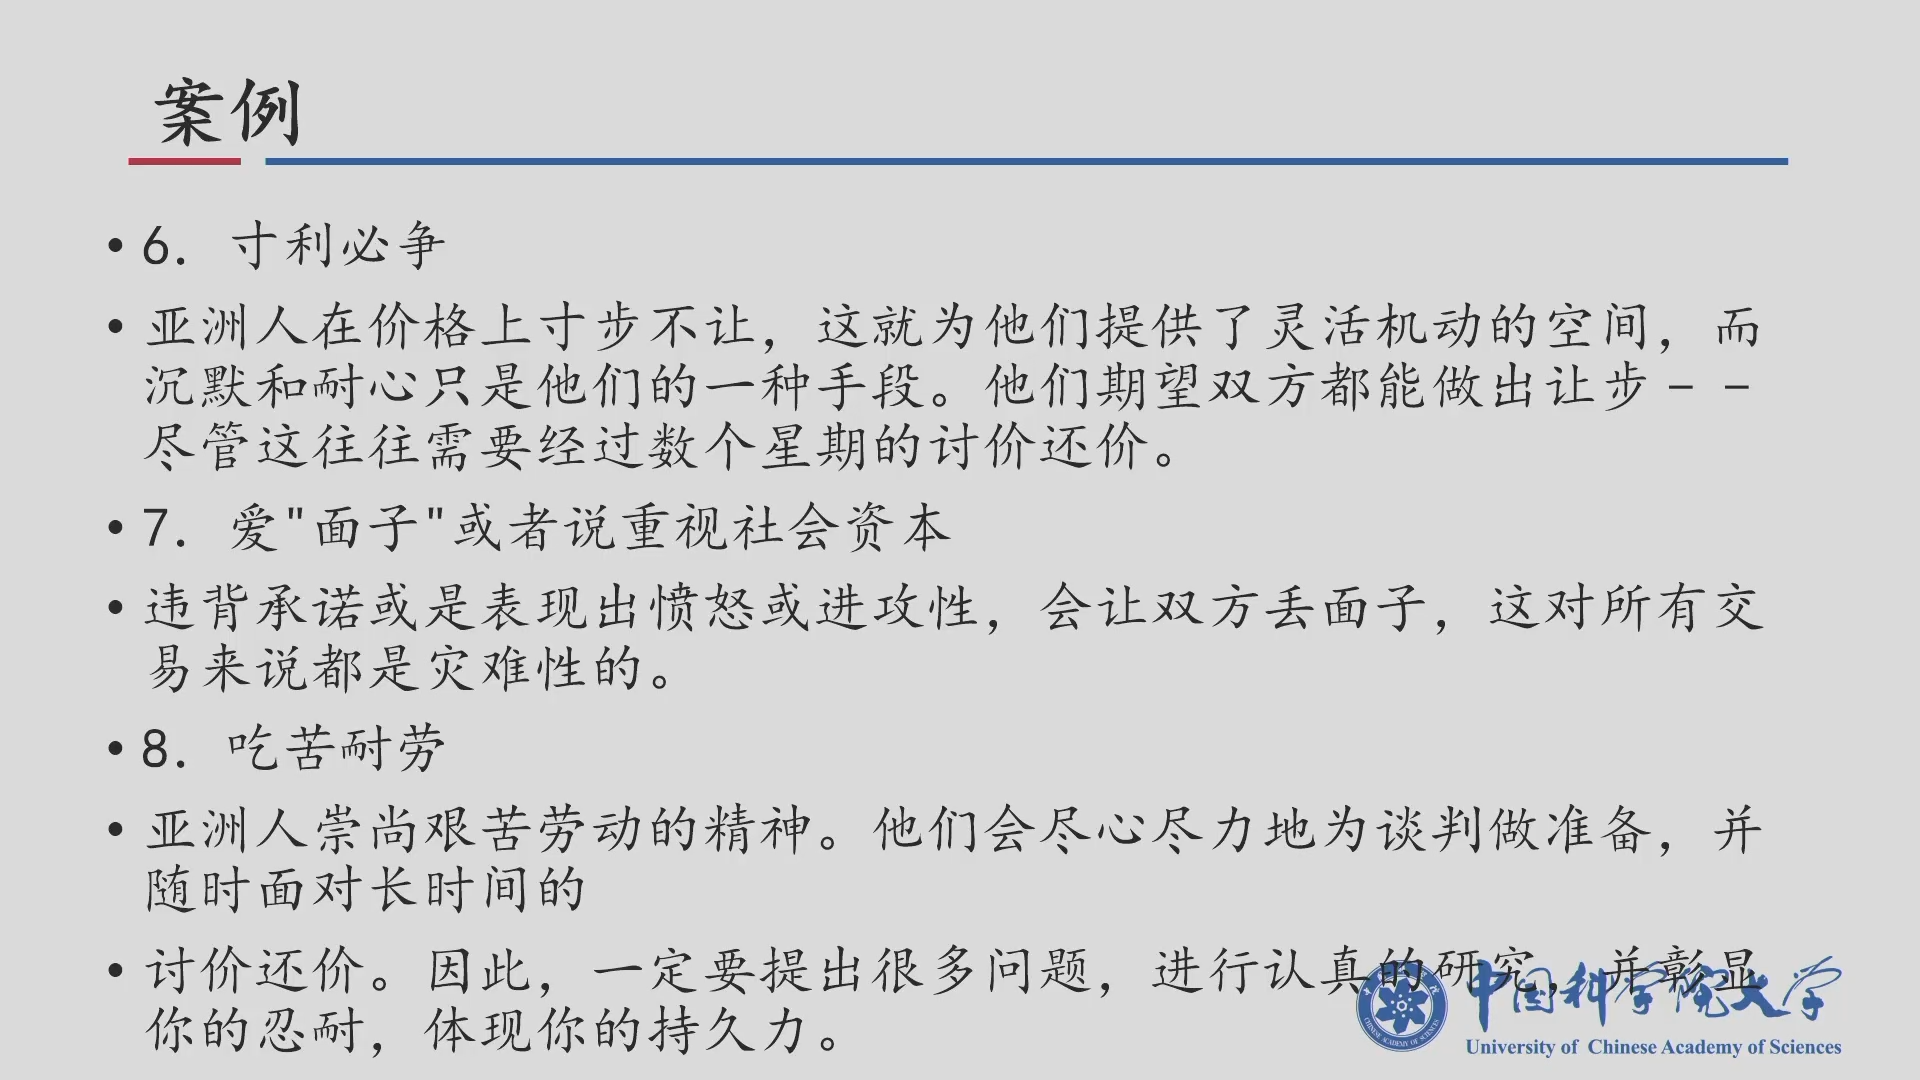 案例
• 6. 寸利必争
• 亚洲人在价格上寸步不让，这就为他们提供了灵活机动的空间，而
沉默和耐心只是他们的一种手段。他们期望双方都能做出让步－－
尽管这往往需要经过数个星期的讨价还价。
• 7. 爱"面子"或者说重视社会资本
• 违背承诺或是表现出愤怒或进攻性，会让双方丢面子，这对所有交
易来说都是灾难性的。
• 8. 吃苦耐劳
• 亚洲人崇尚艰苦劳动的精神。他们会尽心尽力地为谈判做准备，并
随时面对长时间的
• 讨价还价。因此，一定要提出很多问题，进行认真的研究，并彰显
你的忍耐，体现你的持久力。
中国科学院大学
University of Chinese Academy of Sciences